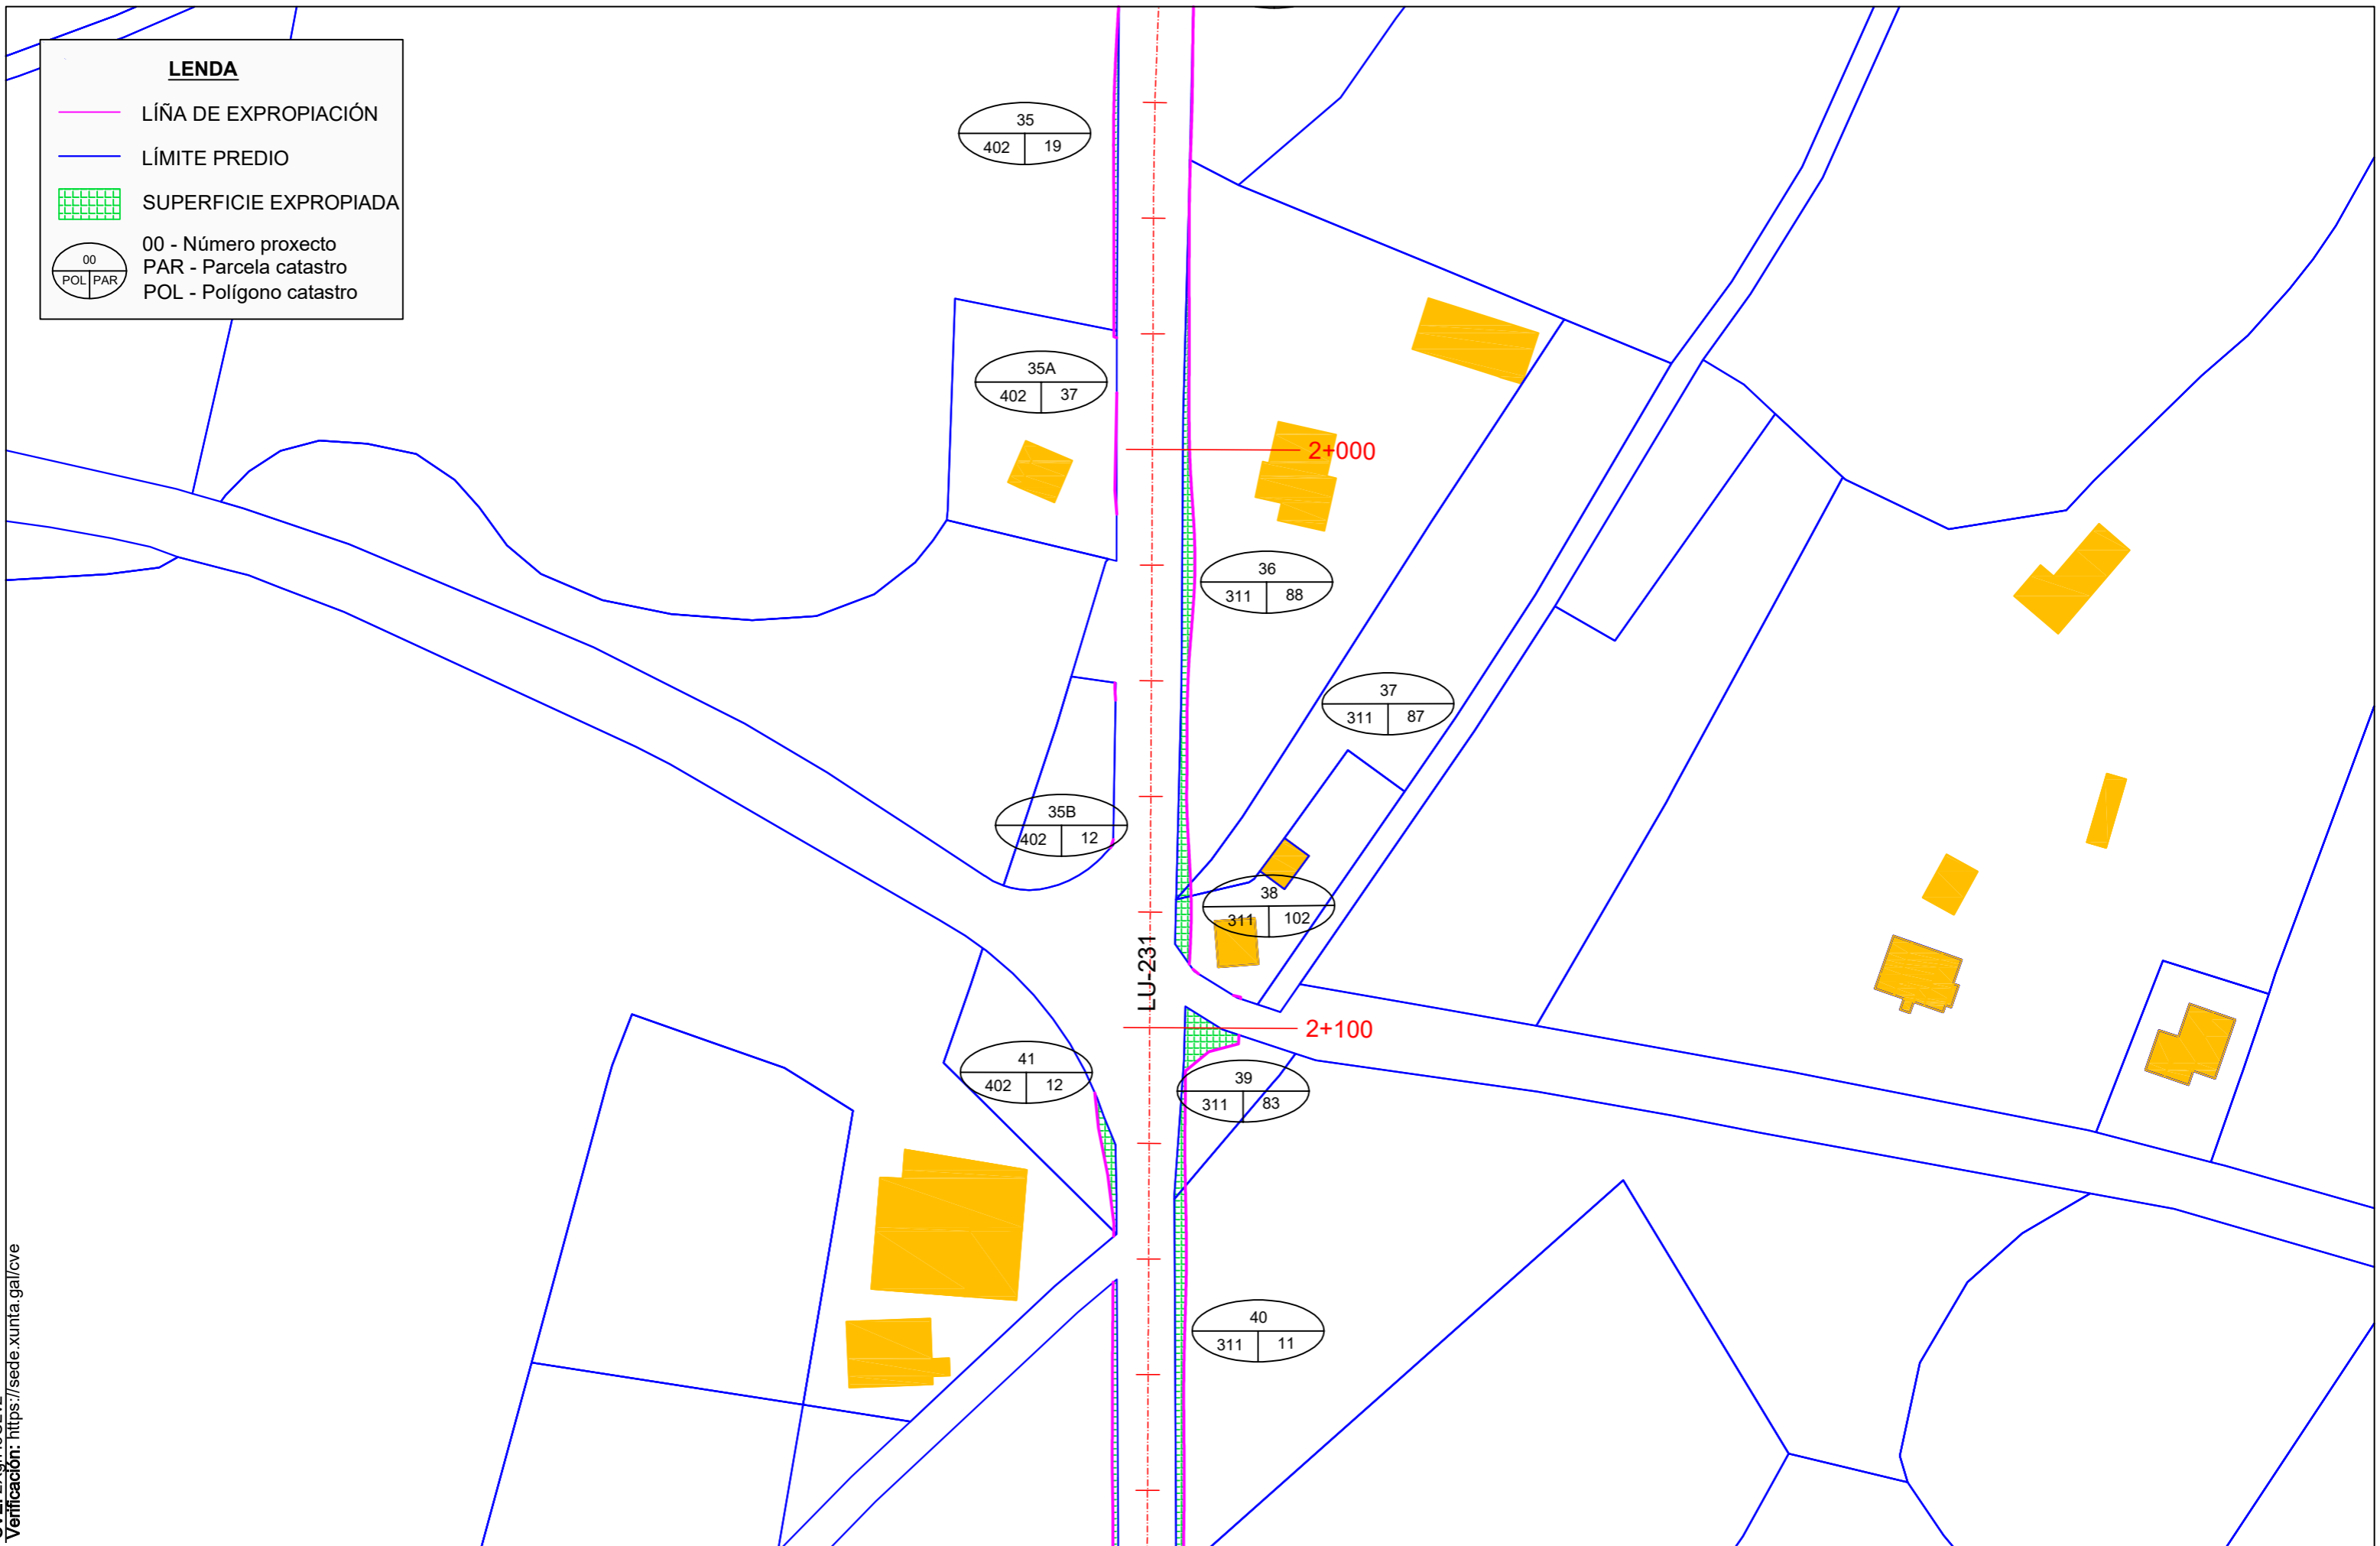 LENDA
LÍÑA DE EXPROPIACIÓN
LÍMITE PREDIO
SUPERFICIE EXPROPIADA
00 - Número proxecto
PAR - Parcela catastro
POL - Polígono catastro
00
POL PAR
35
402 19
35A
402 37
2+000
36
311 88
37
311 87
35B
402 12
38
311 102
LU-231
2+100
41
402 12
39
311 83
40
311 11
Verificación: https://sede.xunta.gal/cve